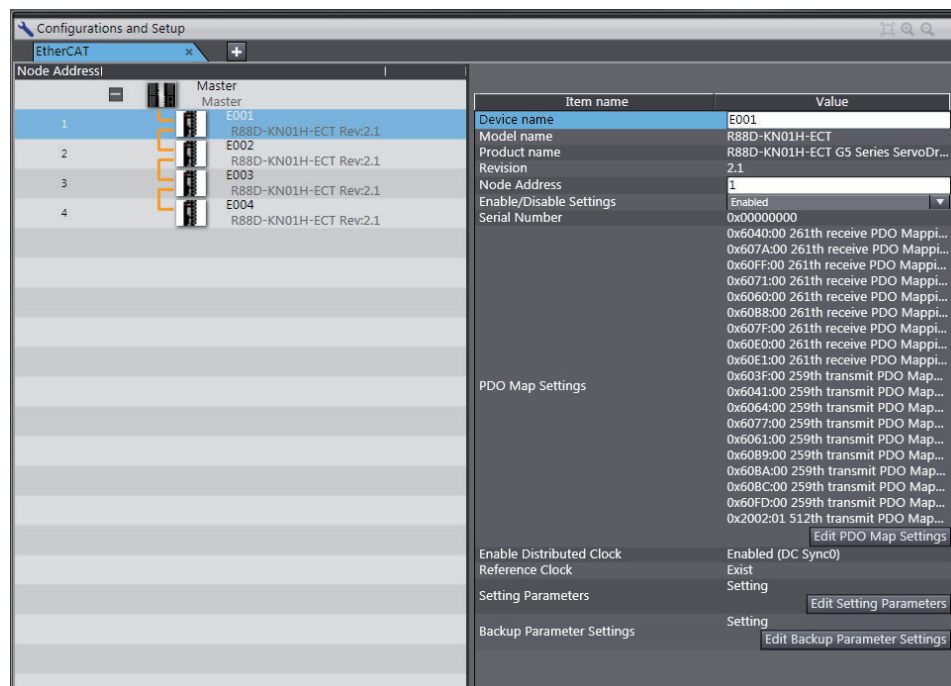 Configurations and Setup
EtherCAT × +
Node Address
Master
Master
1 E001
R88D-KN01H-ECT Rev:2.1
2 E002
R88D-KN01H-ECT Rev:2.1
3 E003
R88D-KN01H-ECT Rev:2.1
4 E004
R88D-KN01H-ECT Rev:2.1
Item name Value
Device name E001
Model name R88D-KN01H-ECT
Product name R88D-KN01H-ECT G5 Series ServoDr...
Revision 2.1
Node Address 1
Enable/Disable Settings Enabled
Serial Number 0x00000000
PDO Map Settings
0x6040:00 261th receive PDO Mappi...
0x607A:00 261th receive PDO Mappi...
0x60FF:00 261th receive PDO Mappi...
0x6071:00 261th receive PDO Mappi...
0x6060:00 261th receive PDO Mappi...
0x60B8:00 261th receive PDO Mappi...
0x607F:00 261th receive PDO Mappi...
0x60E0:00 261th receive PDO Mappi...
0x60E1:00 261th receive PDO Mappi...
0x603F:00 259th transmit PDO Map...
0x6041:00 259th transmit PDO Map...
0x6064:00 259th transmit PDO Map...
0x6077:00 259th transmit PDO Map...
0x6061:00 259th transmit PDO Map...
0x60B9:00 259th transmit PDO Map...
0x60BA:00 259th transmit PDO Map...
0x60BC:00 259th transmit PDO Map...
0x60FD:00 259th transmit PDO Map...
0x2002:01 512th transmit PDO Map...
Edit PDO Map Settings
Enable Distributed Clock Enabled (DC Sync0)
Reference Clock Exist
Setting Parameters Setting
Edit Setting Parameters
Backup Parameter Settings Setting
Edit Backup Parameter Settings